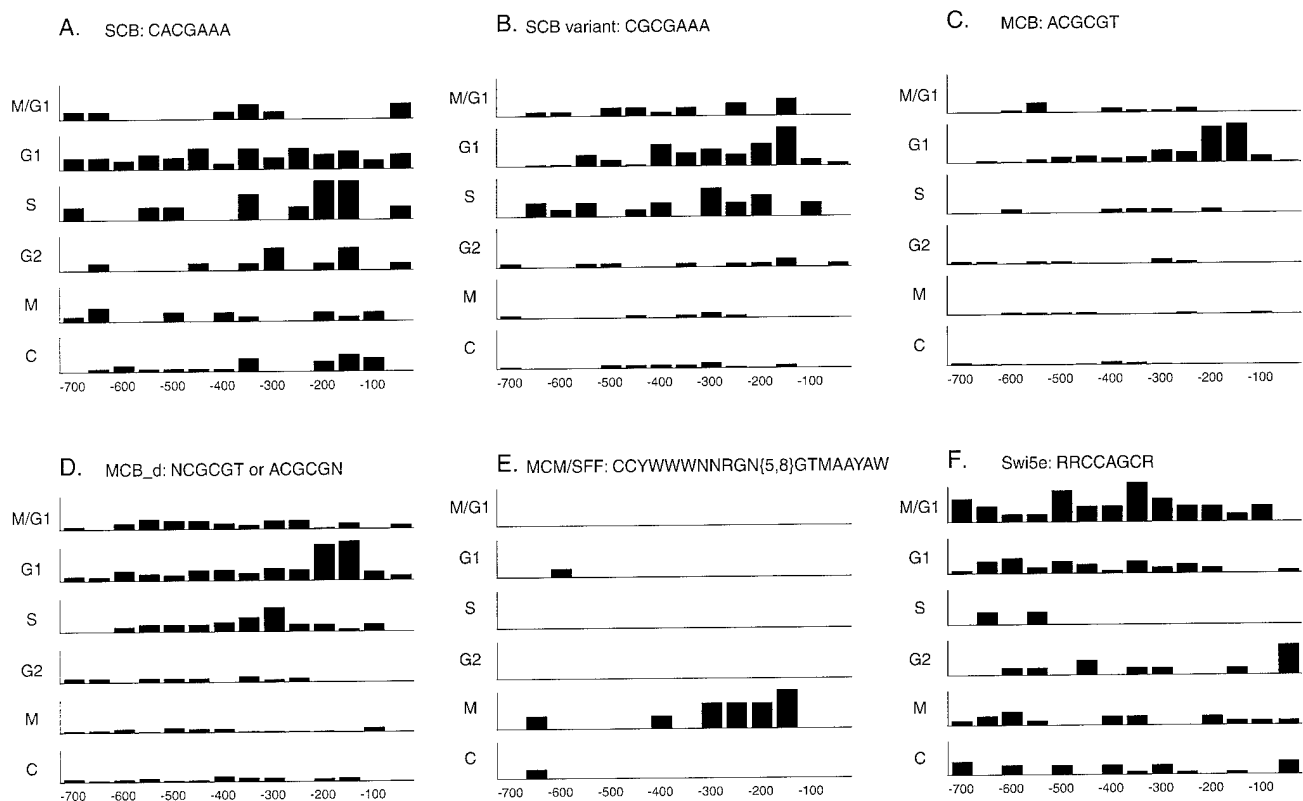 A. SCB: CACGAAA
M/G1
G1
S
G2
M
C
-700 -600 -500 -400 -300 -200 -100
B. SCB variant: CGCGAAA
M/G1
G1
S
G2
M
C
-700 -600 -500 -400 -300 -200 -100
C. MCB: ACGCGT
M/G1
G1
S
G2
M
C
-700 -600 -500 -400 -300 -200 -100
D. MCB_d: NCGCGT or ACGCGN
M/G1
G1
S
G2
M
C
-700 -600 -500 -400 -300 -200 -100
E. MCM/SFF: CCYWWWNNRGN{5,8}GTMAAYAW
M/G1
G1
S
G2
M
C
-700 -600 -500 -400 -300 -200 -100
F. Swi5e: RRCCAGCR
M/G1
G1
S
G2
M
C
-700 -600 -500 -400 -300 -200 -100